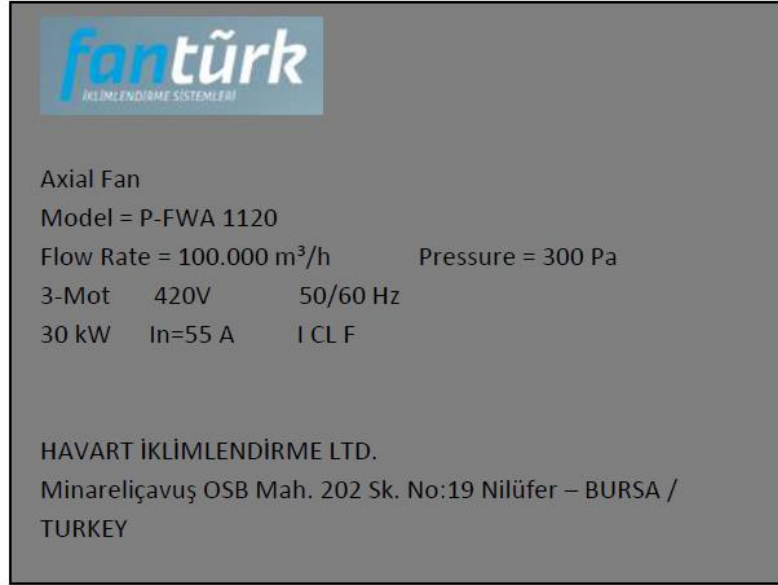 fantürk
İKLİMLENDİRME SİSTEMLERİ
Axial Fan
Model = P-FWA 1120
Flow Rate = 100.000 m³/h Pressure = 300 Pa
3-Mot 420V 50/60 Hz
30 kW In=55 A I CL F
HAVART İKLİMLENDİRME LTD.
Minareliçavuş OSB Mah. 202 Sk. No:19 Nilüfer – BURSA /
TURKEY